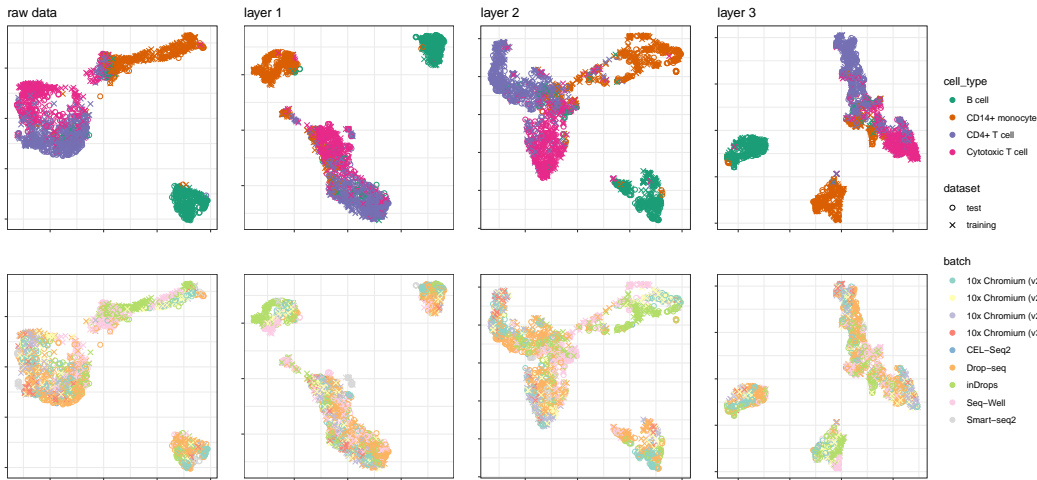 raw data
layer 1
layer 2
layer 3
cell_type
B cell
CD14+ monocyte
CD4+ T cell
Cytotoxic T cell
dataset
test
training
batch
10x Chromium (v2
10x Chromium (v2
10x Chromium (v2
10x Chromium (v3
CEL−Seq2
Drop−seq
inDrops
Seq−Well
Smart−seq2